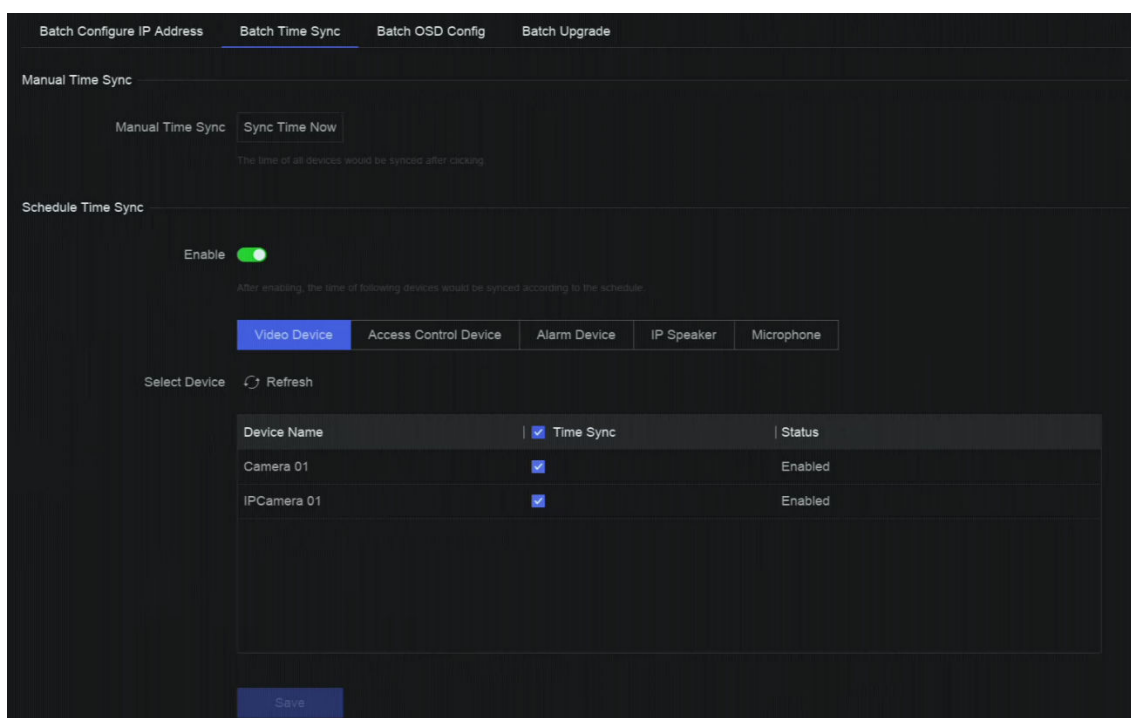 Batch Configure IP Address Batch Time Sync Batch OSD Config Batch Upgrade
Manual Time Sync
Manual Time Sync Sync Time Now
The time of all devices would be synced after clicking.
Schedule Time Sync
Enable
After enabling, the time of following devices would be synced according to the schedule.
Video Device Access Control Device Alarm Device IP Speaker Microphone
Select Device Refresh
Device Name Time Sync Status
Camera 01 Enabled
IPCamera 01 Enabled
Save